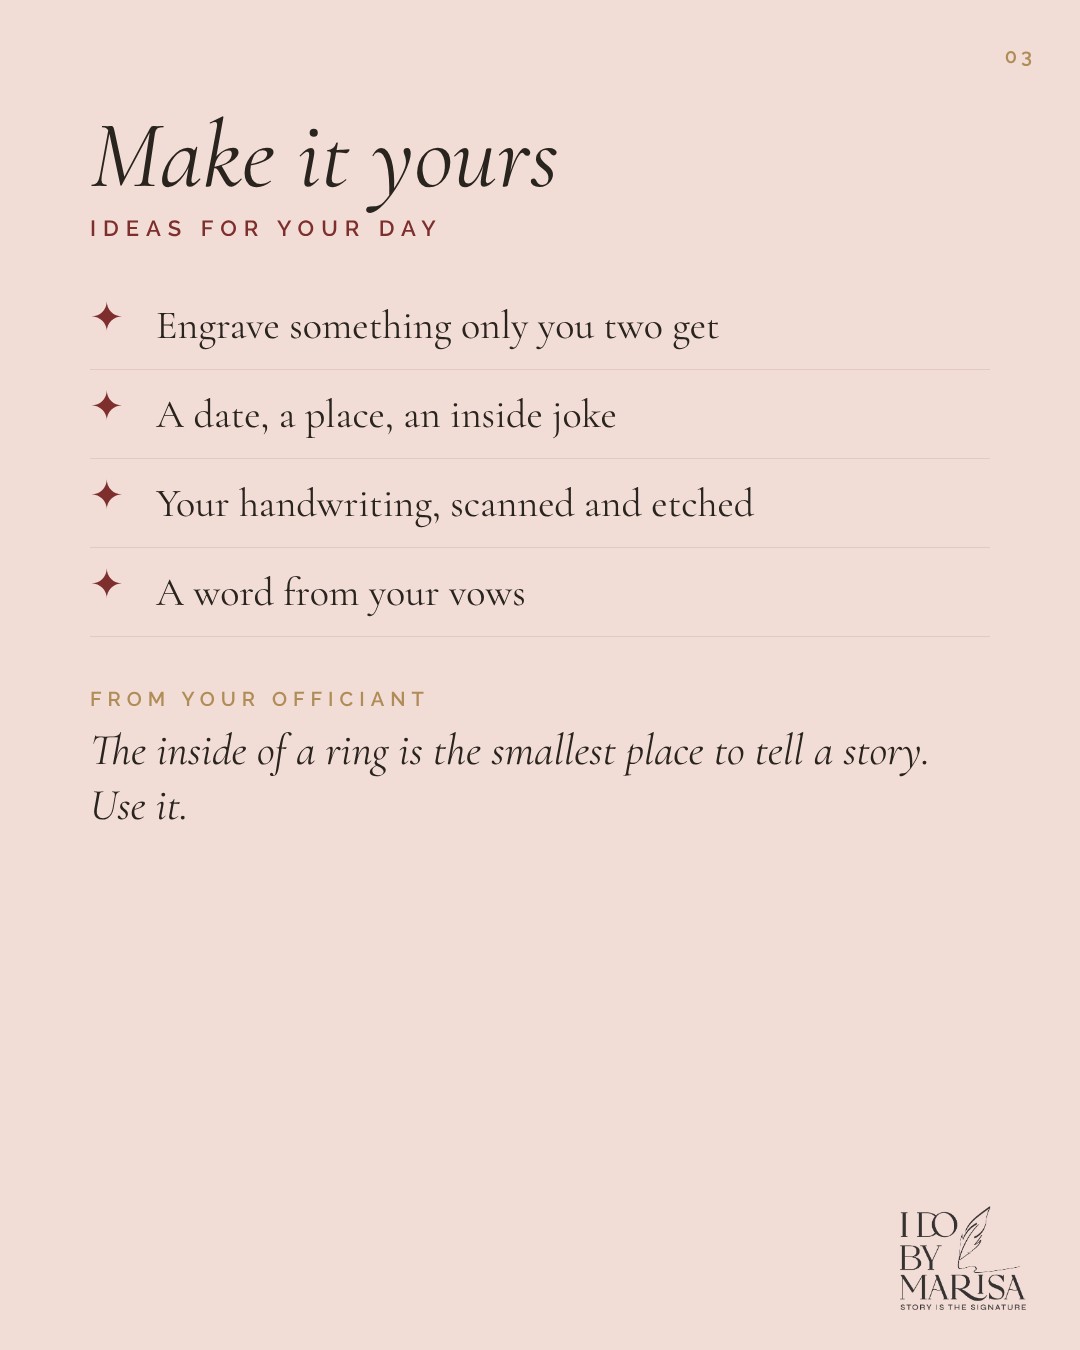 03
Make it yours
IDEAS FOR YOUR DAY
Engrave something only you two get
A date, a place, an inside joke
Your handwriting, scanned and etched
A word from your vows
FROM YOUR OFFICIANT
The inside of a ring is the smallest place to tell a story.
Use it.
I DO
BY
MARISA
STORY IS THE SIGNATURE